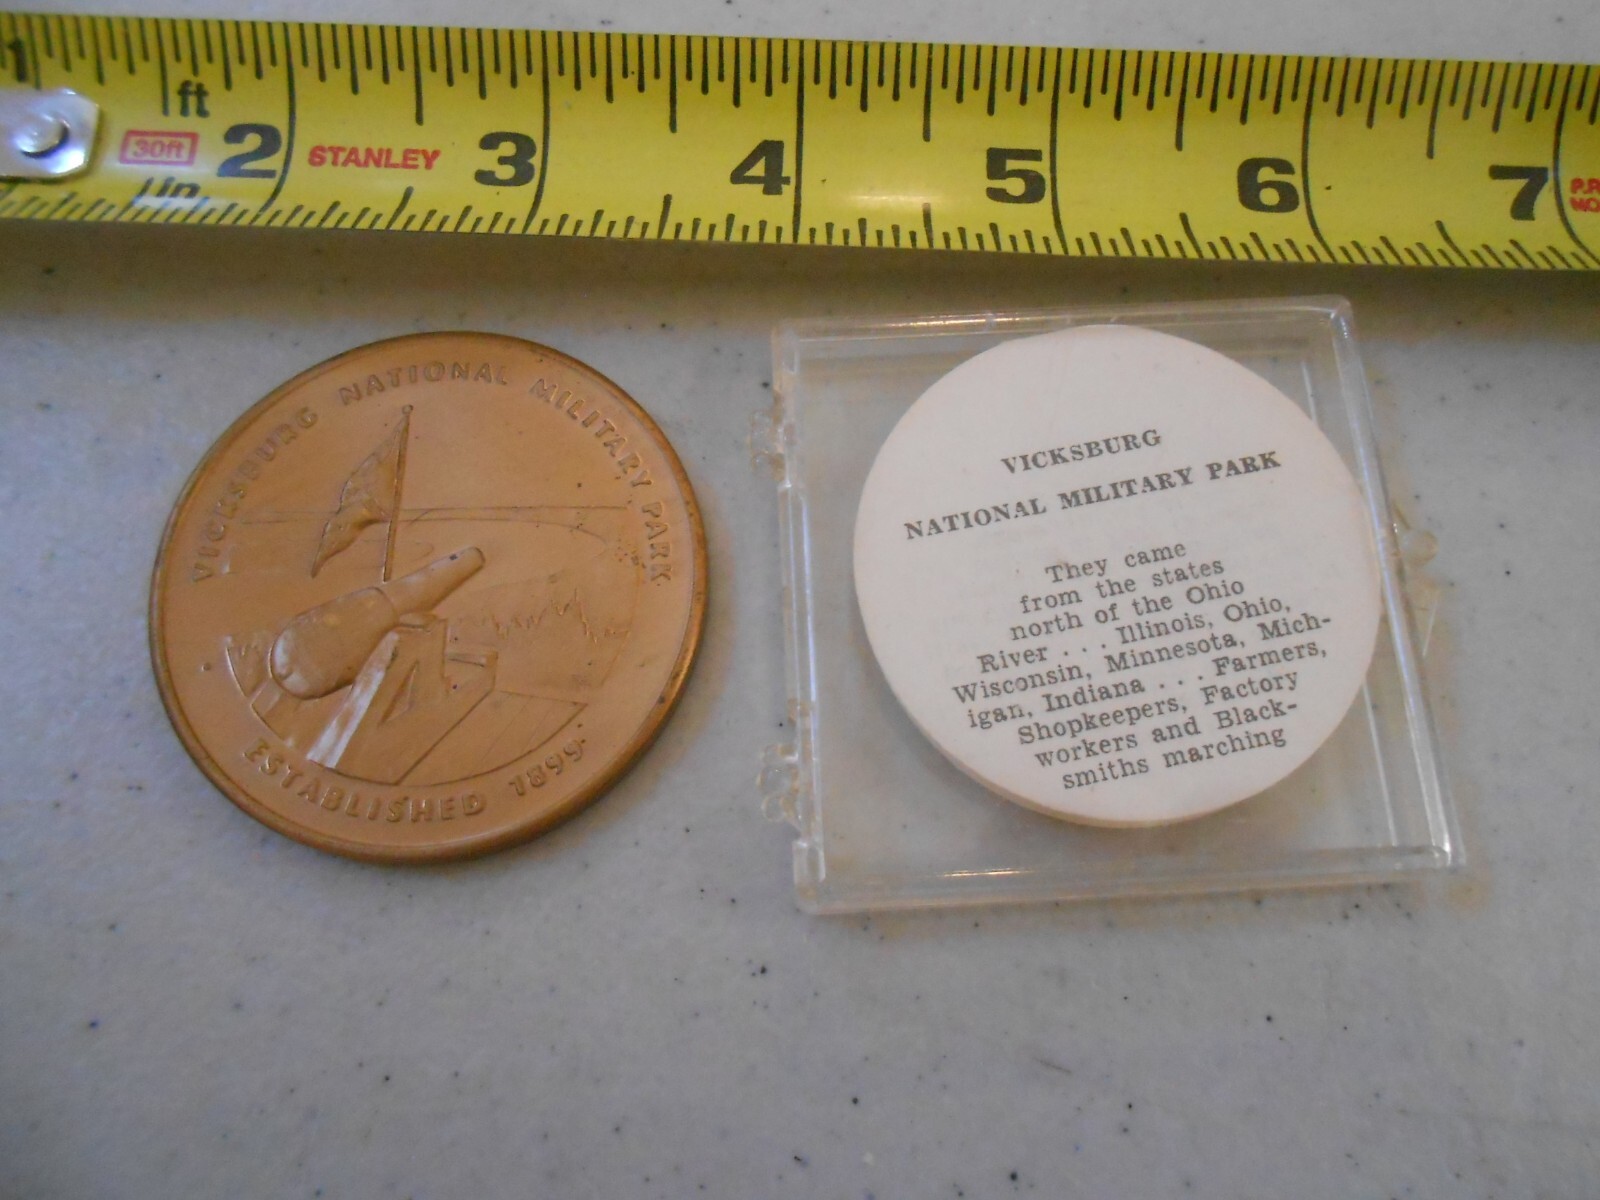 1 2 3 4 5 6 7
ft
30ft
in
STANLEY
VICKSBURG NATIONAL MILITARY PARK
ESTABLISHED 1899
VICKSBURG
NATIONAL MILITARY PARK
They came
from the states
north of the Ohio
River . . . Illinois, Ohio,
Wisconsin, Minnesota, Mich-
igan, Indiana . . . Farmers,
Shopkeepers, Factory
workers and Black-
smiths marching